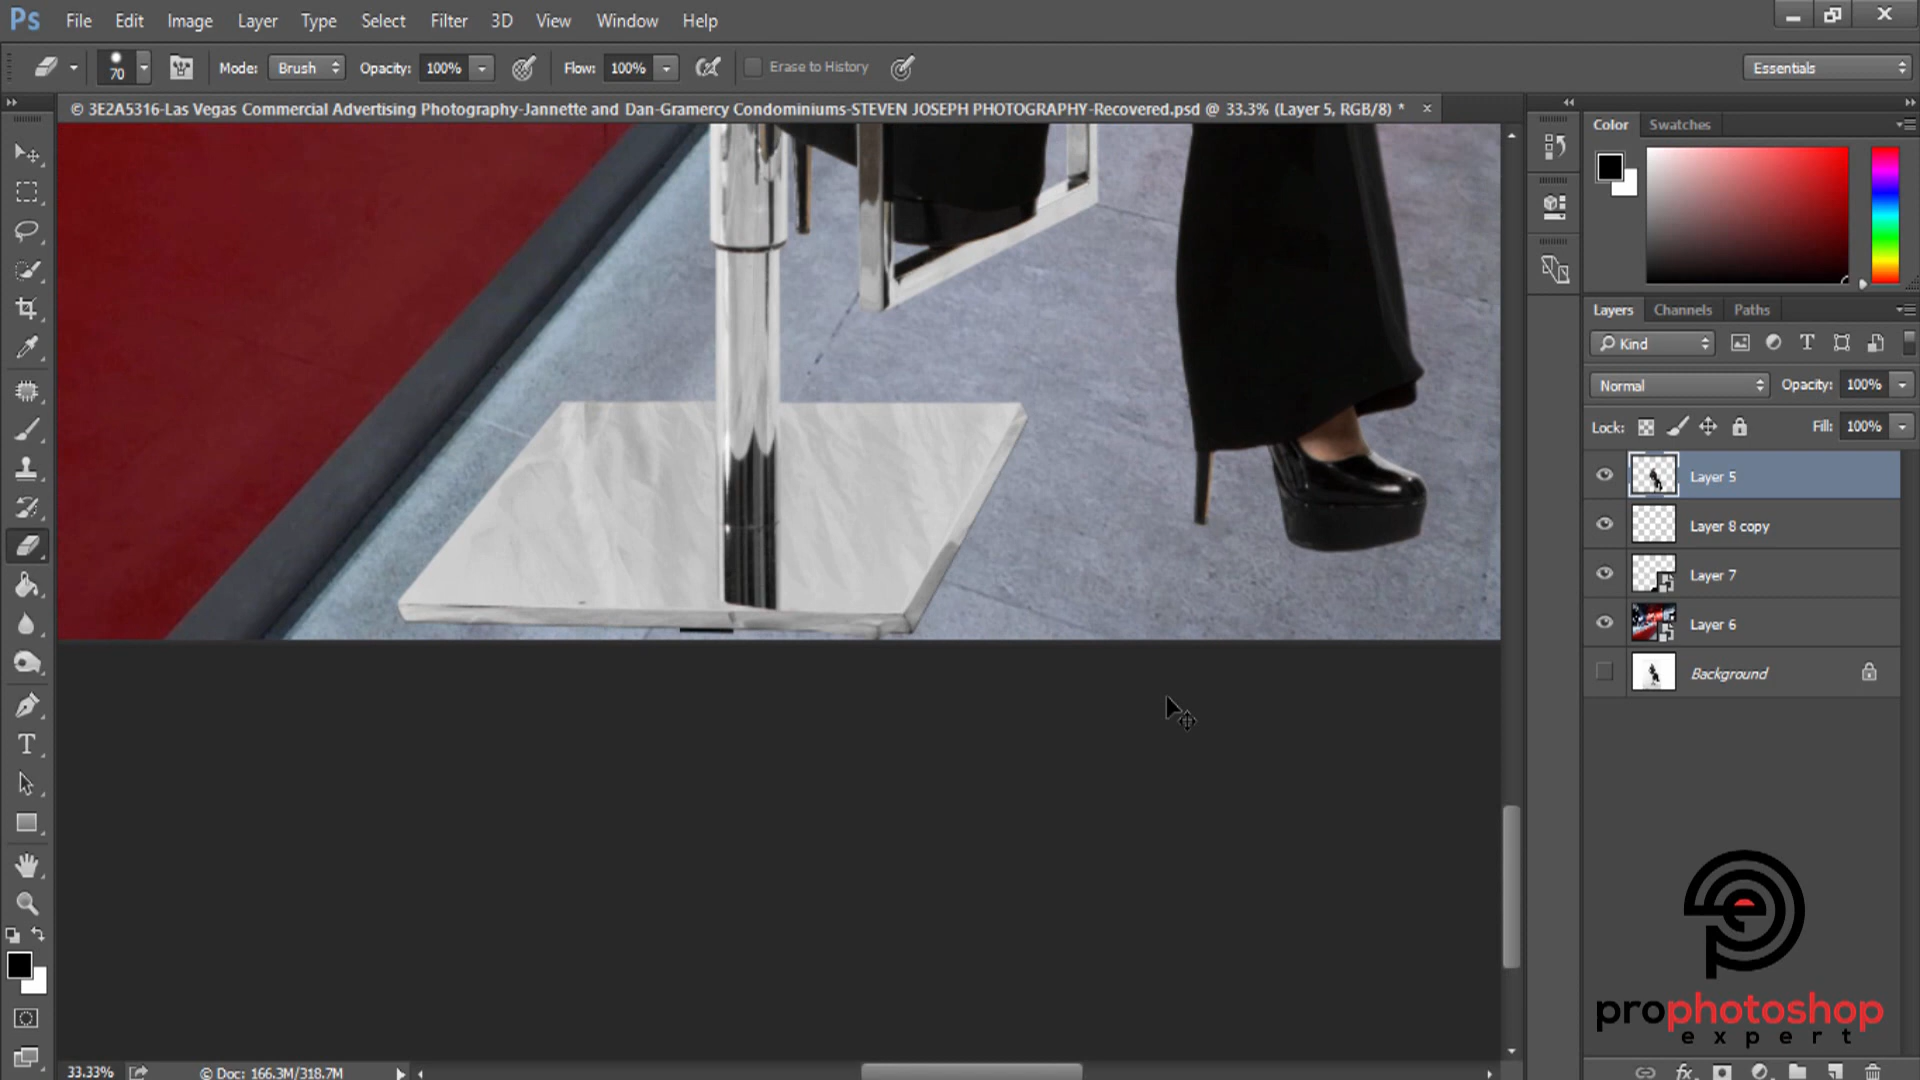 Ps File Edit Image Layer Type Select Filter 3D View Window Help
70 Mode: Brush Opacity: 100% Flow: 100% Erase to History Essentials
© 3E2A5316-Las Vegas Commercial Advertising Photography-Jannette and Dan-Gramercy Condominiums-STEVEN JOSEPH PHOTOGRAPHY-Recovered.psd @ 33.3% (Layer 5, RGB/8) *
Color Swatches
Layers Channels Paths
Kind
Normal Opacity: 100%
Lock: Fill: 100%
Layer 5
Layer 8 copy
Layer 7
Layer 6
Background
prophotoshop
expert
33.33% © Doc: 166.3M/318.7M